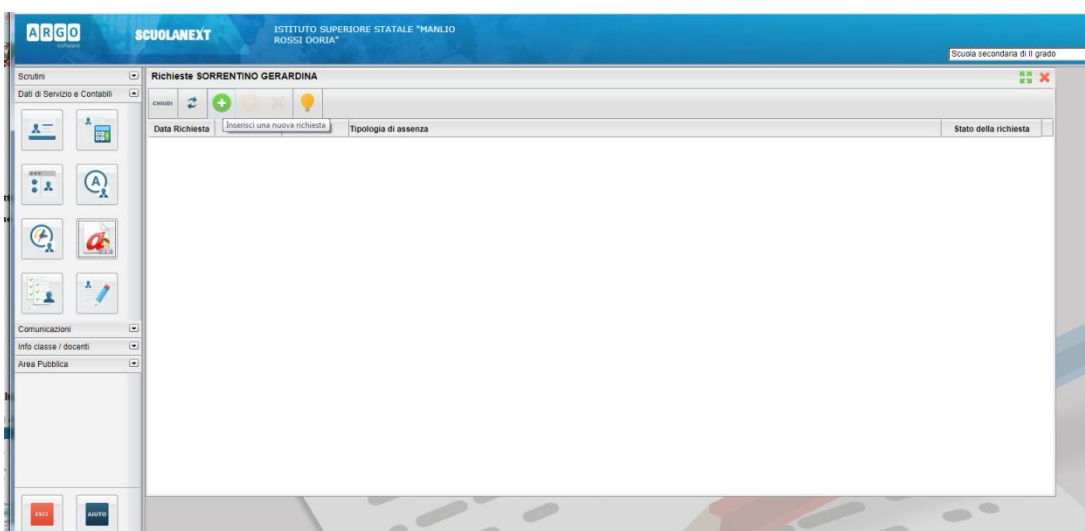 ARGO
software
SCUOLANEXT
ISTITUTO SUPERIORE STATALE "MANLIO
ROSSI DORIA"
Scuola secondaria di II grado
Scrutini
Dati di Servizio e Contabili
Comunicazioni
Info classe / docenti
Area Pubblica
ESCI
AIUTO
Richieste SORRENTINO GERARDINA
CHIUDI
Inserisci una nuova richiesta
Data Richiesta
Tipologia di assenza
Stato della richiesta